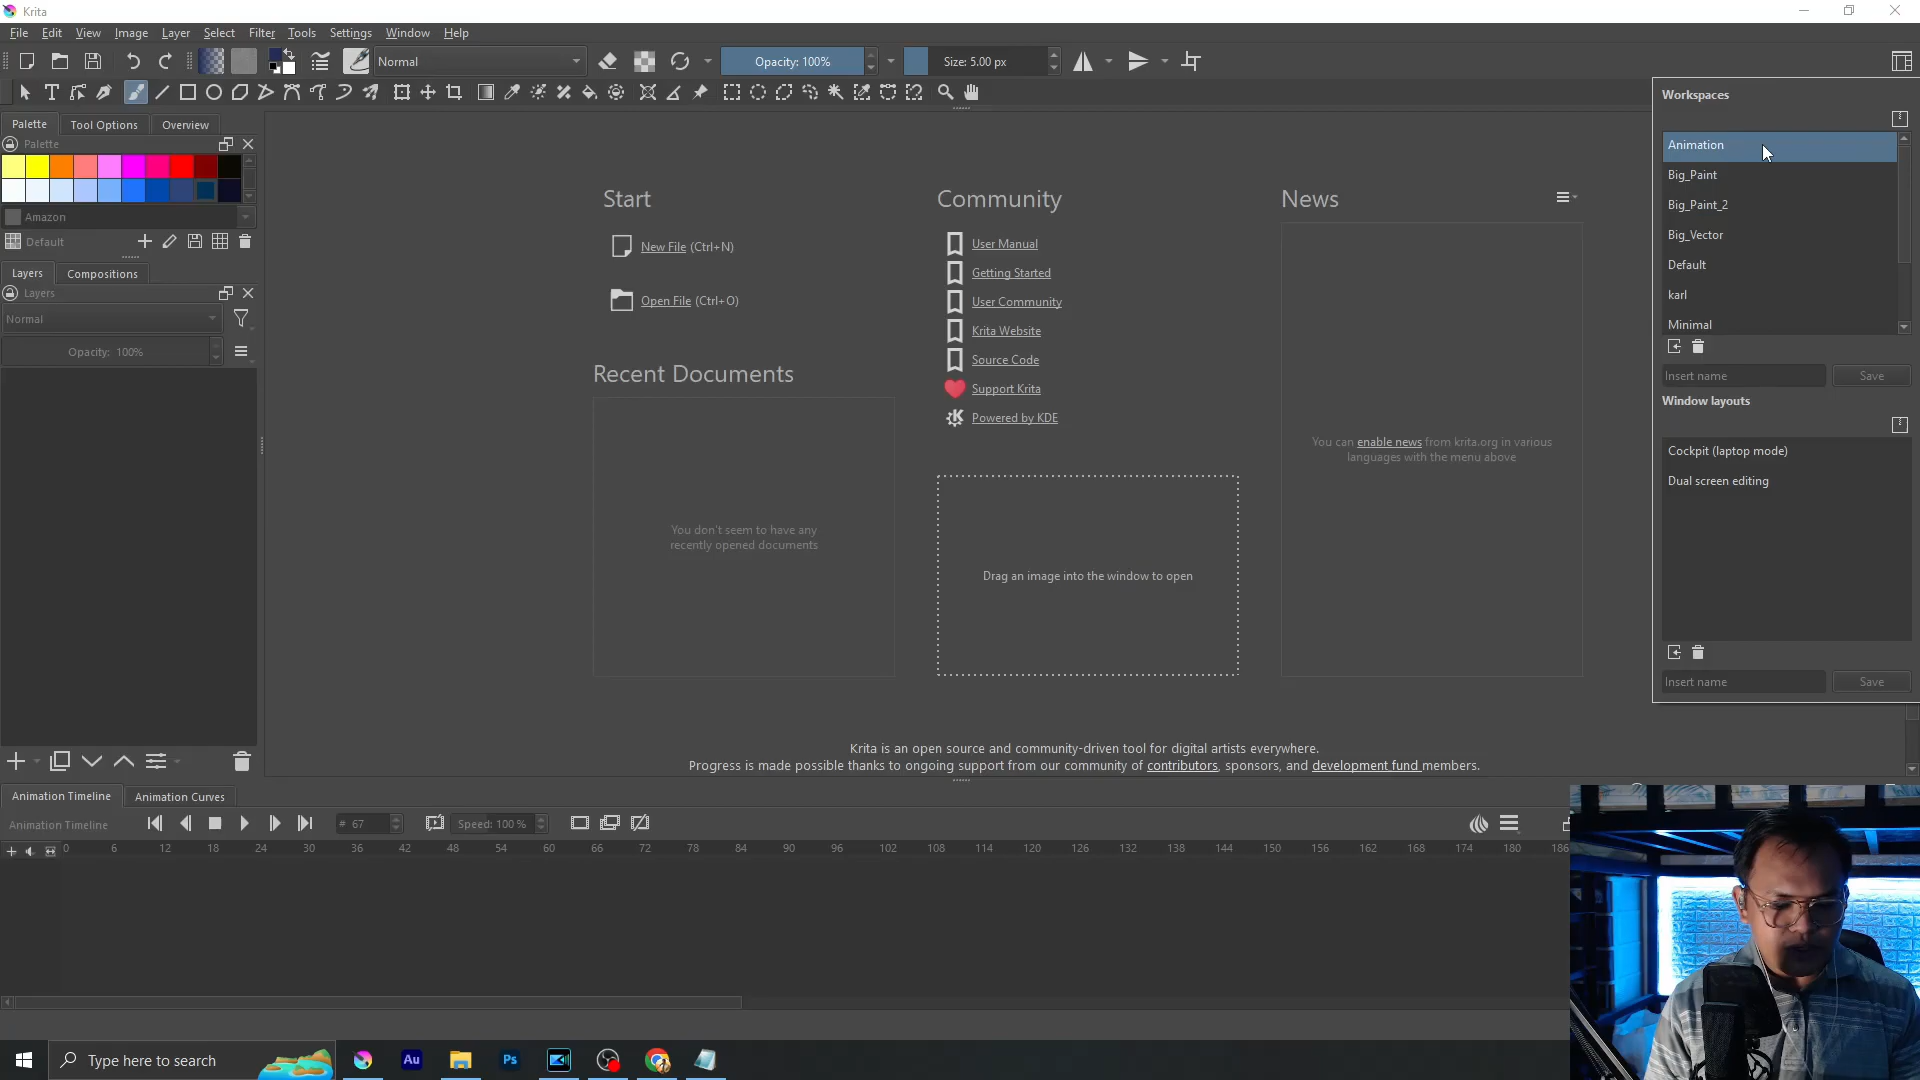 Krita
File Edit View Image Layer Select Filter Tools Settings Window Help
Normal
Opacity: 100%
Size: 5.00 px
Palette Tool Options Overview
Palette
Amazon
Default
Layers Compositions
Layers
Normal
Opacity: 100%
Start
New File (Ctrl+N)
Open File (Ctrl+O)
Recent Documents
You don't seem to have any
recently opened documents
Community
User Manual
Getting Started
User Community
Krita Website
Source Code
Support Krita
Powered by KDE
Drag an image into the window to open
News
You can enable news from krita.org in various
languages with the menu above
Krita is an open source and community-driven tool for digital artists everywhere.
Progress is made possible thanks to ongoing support from our community of contributors, sponsors, and development fund members.
Workspaces
Animation
Big_Paint
Big_Paint_2
Big_Vector
Default
karl
Minimal
Insert name Save
Window layouts
Cockpit (laptop mode)
Dual screen editing
Insert name Save
Animation Timeline Animation Curves
Animation Timeline
# 67
Speed: 100 %
0 6 12 18 24 30 36 42 48 54 60 66 72 78 84 90 96 102 108 114 120 126 132 138 144 150 156 162 168 174 180 186
Type here to search
Au
Ps